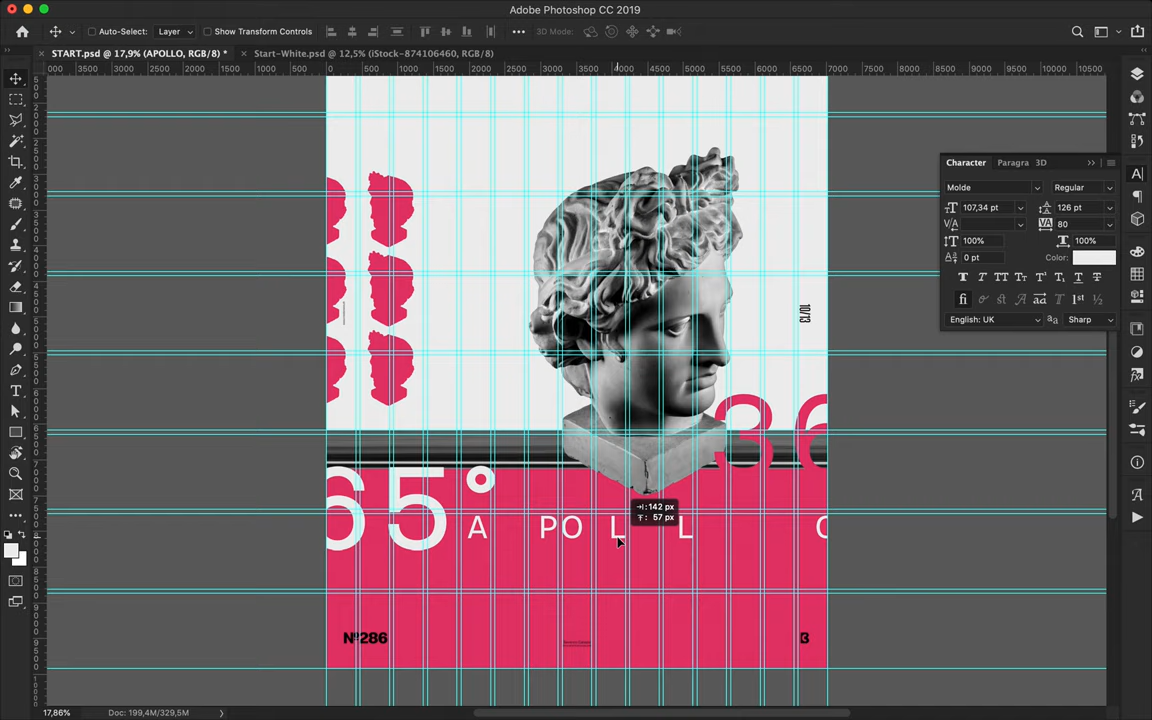 Adobe Photoshop CC 2019
Auto-Select: Layer Show Transform Controls ••• 3D Mode:
START.psd @ 17,9% (APOLLO, RGB/8) * Start-White.psd @ 12,5% (iStock-874106460, RGB/8)
000 3500 3000 2500 2000 1500 1000 500 0 500 1000 1500 2000 2500 3000 3500 4000 4500 5000 5500 6000 6500 7000 7500 8000 8500 9000 9500 10000 10500
Character Paragra 3D
Molde Regular
107,34 pt 126 pt
80
100% 100%
0 pt Color:
English: UK Sharp
10/13
36
65°
→: 142 px
57 px
A PO L L O
Nº286
ß
17,86% Doc: 199,4M/329,5M